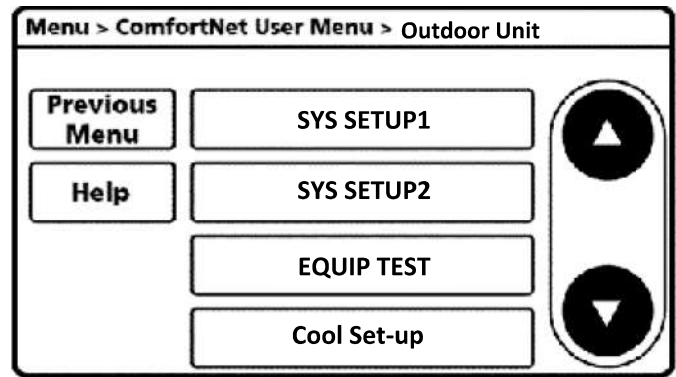 Menu > ComfortNet User Menu > Outdoor Unit
Previous
Menu
SYS SETUP1
Help
SYS SETUP2
EQUIP TEST
Cool Set-up